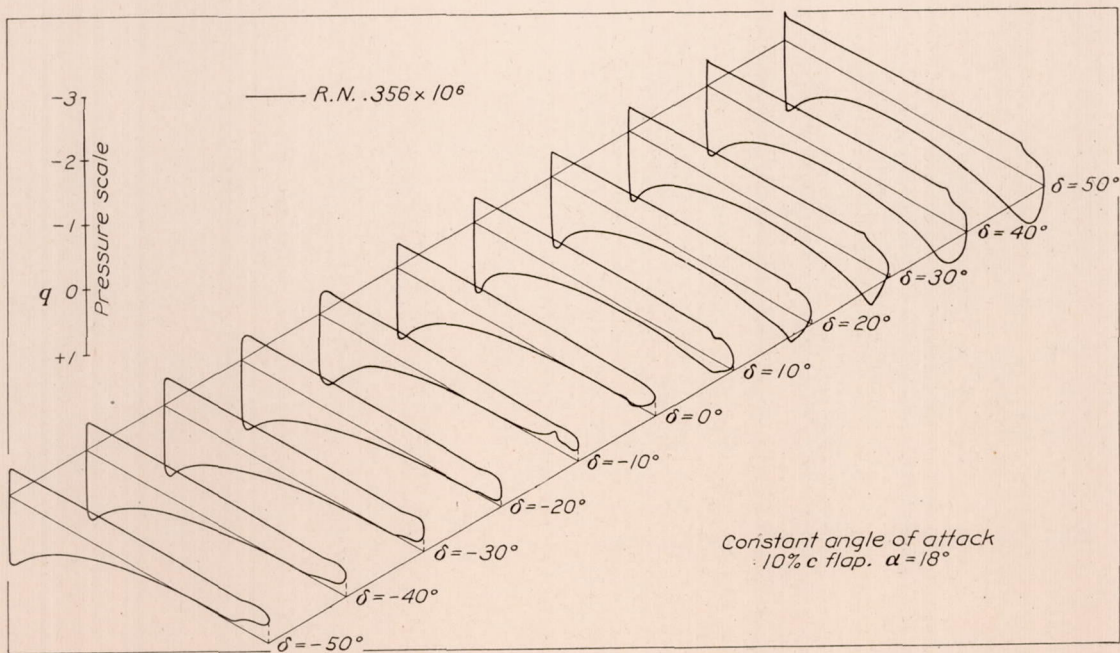 -3
-2
-1
q 0
+1
Pressure scale
R.N. .356 x 10⁶
δ=50°
δ=40°
δ=30°
δ=20°
δ=10°
δ=0°
δ=-10°
δ=-20°
δ=-30°
δ=-40°
δ=-50°
Constant angle of attack
10% c flap. α=18°